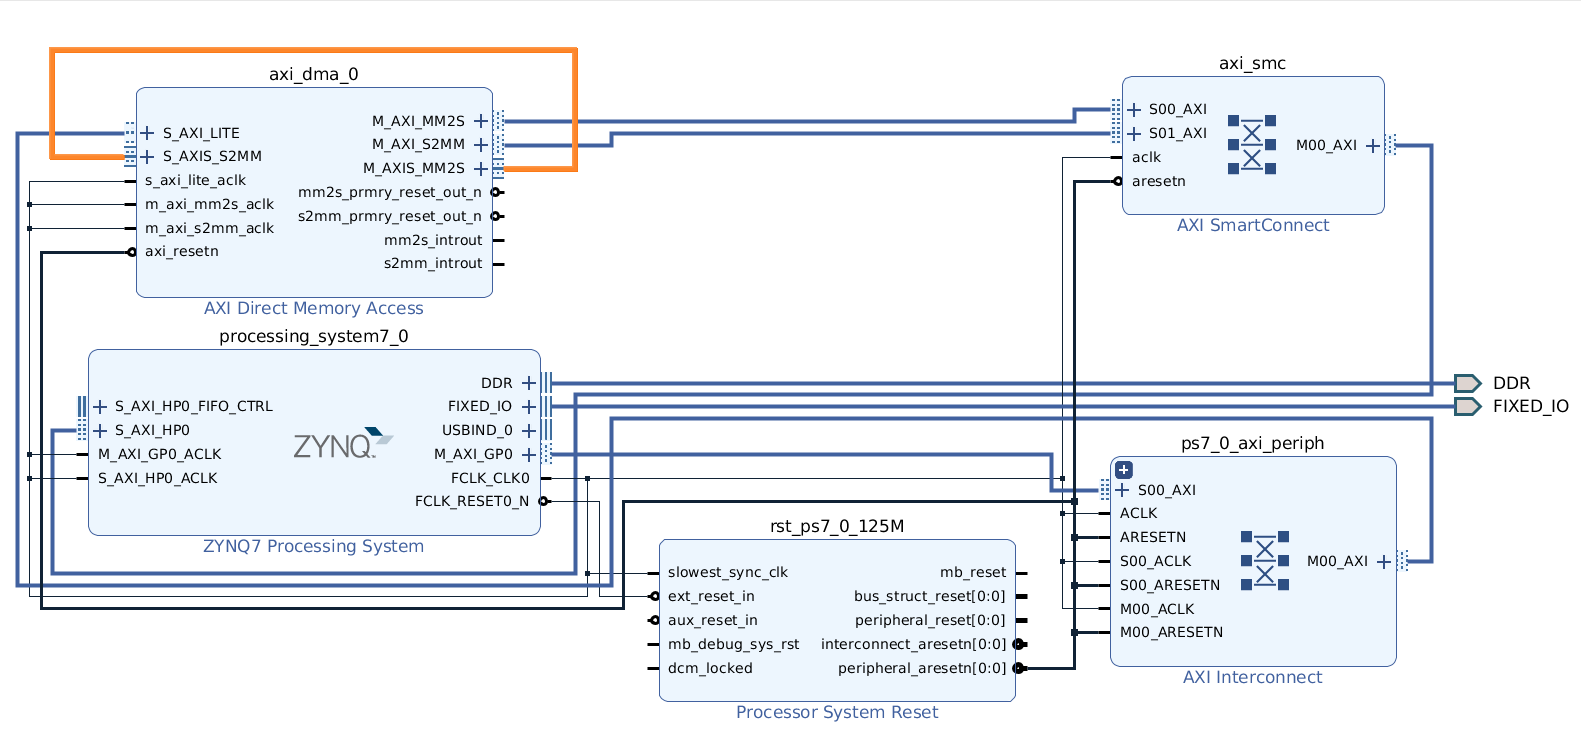 axi_dma_0
S_AXI_LITE
S_AXIS_S2MM
s_axi_lite_aclk
m_axi_mm2s_aclk
m_axi_s2mm_aclk
axi_resetn
M_AXI_MM2S
M_AXI_S2MM
M_AXIS_MM2S
mm2s_prmry_reset_out_n
s2mm_prmry_reset_out_n
mm2s_introut
s2mm_introut
AXI Direct Memory Access
axi_smc
S00_AXI
S01_AXI
aclk
aresetn
M00_AXI
AXI SmartConnect
processing_system7_0
S_AXI_HP0_FIFO_CTRL
S_AXI_HP0
M_AXI_GP0_ACLK
S_AXI_HP0_ACLK
ZYNQ
DDR
FIXED_IO
USBIND_0
M_AXI_GP0
FCLK_CLK0
FCLK_RESET0_N
ZYNQ7 Processing System
DDR
FIXED_IO
rst_ps7_0_125M
slowest_sync_clk
ext_reset_in
aux_reset_in
mb_debug_sys_rst
dcm_locked
mb_reset
bus_struct_reset[0:0]
peripheral_reset[0:0]
interconnect_aresetn[0:0]
peripheral_aresetn[0:0]
Processor System Reset
ps7_0_axi_periph
S00_AXI
ACLK
ARESETN
S00_ACLK
S00_ARESETN
M00_ACLK
M00_ARESETN
M00_AXI
AXI Interconnect